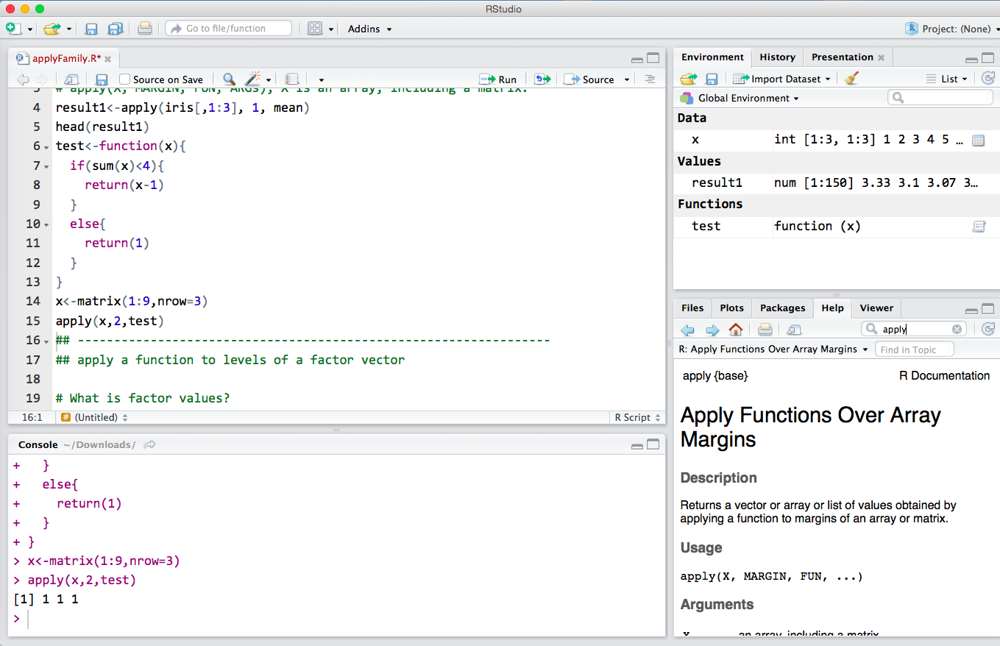 RStudio
Go to file/function
Addins
Project: (None)
applyFamily.R*
Source on Save
Run
Source
3 # apply(X, MARGIN, FUN, ARGs), X is an array, including a matrix.
4 result1<-apply(iris[,1:3], 1, mean)
5 head(result1)
6 test<-function(x){
7 if(sum(x)<4){
8 return(x-1)
9 }
10 else{
11 return(1)
12 }
13 }
14 x<-matrix(1:9,nrow=3)
15 apply(x,2,test)
16 ## -----------------------------------------------------------------
17 ## apply a function to levels of a factor vector
18
19 # What is factor values?
16:1 # (Untitled) R Script
Console ~/Downloads/
+ }
+ else{
+ return(1)
+ }
+ }
> x<-matrix(1:9,nrow=3)
> apply(x,2,test)
[1] 1 1 1
>
Environment History Presentation
Import Dataset List
Global Environment
Data
x int [1:3, 1:3] 1 2 3 4 5 …
Values
result1 num [1:150] 3.33 3.1 3.07 3…
Functions
test function (x)
Files Plots Packages Help Viewer
apply
R: Apply Functions Over Array Margins Find in Topic
apply {base} R Documentation
Apply Functions Over Array
Margins
Description
Returns a vector or array or list of values obtained by
applying a function to margins of an array or matrix.
Usage
apply(X, MARGIN, FUN, ...)
Arguments
X an array, including a matrix.